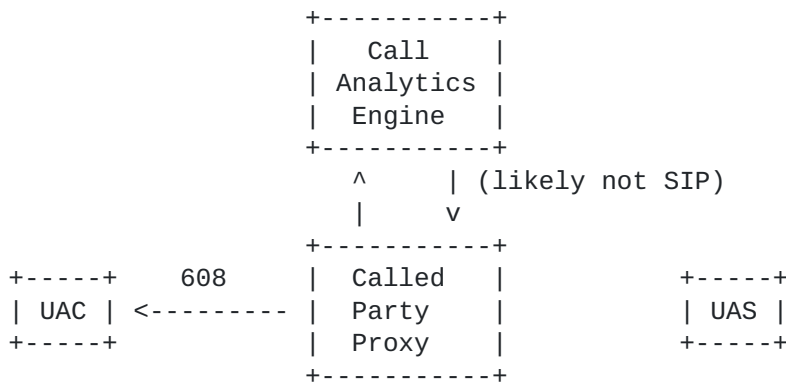 Call
Analytics
Engine
(likely not SIP)
608 Called
UAC Party UAS
Proxy